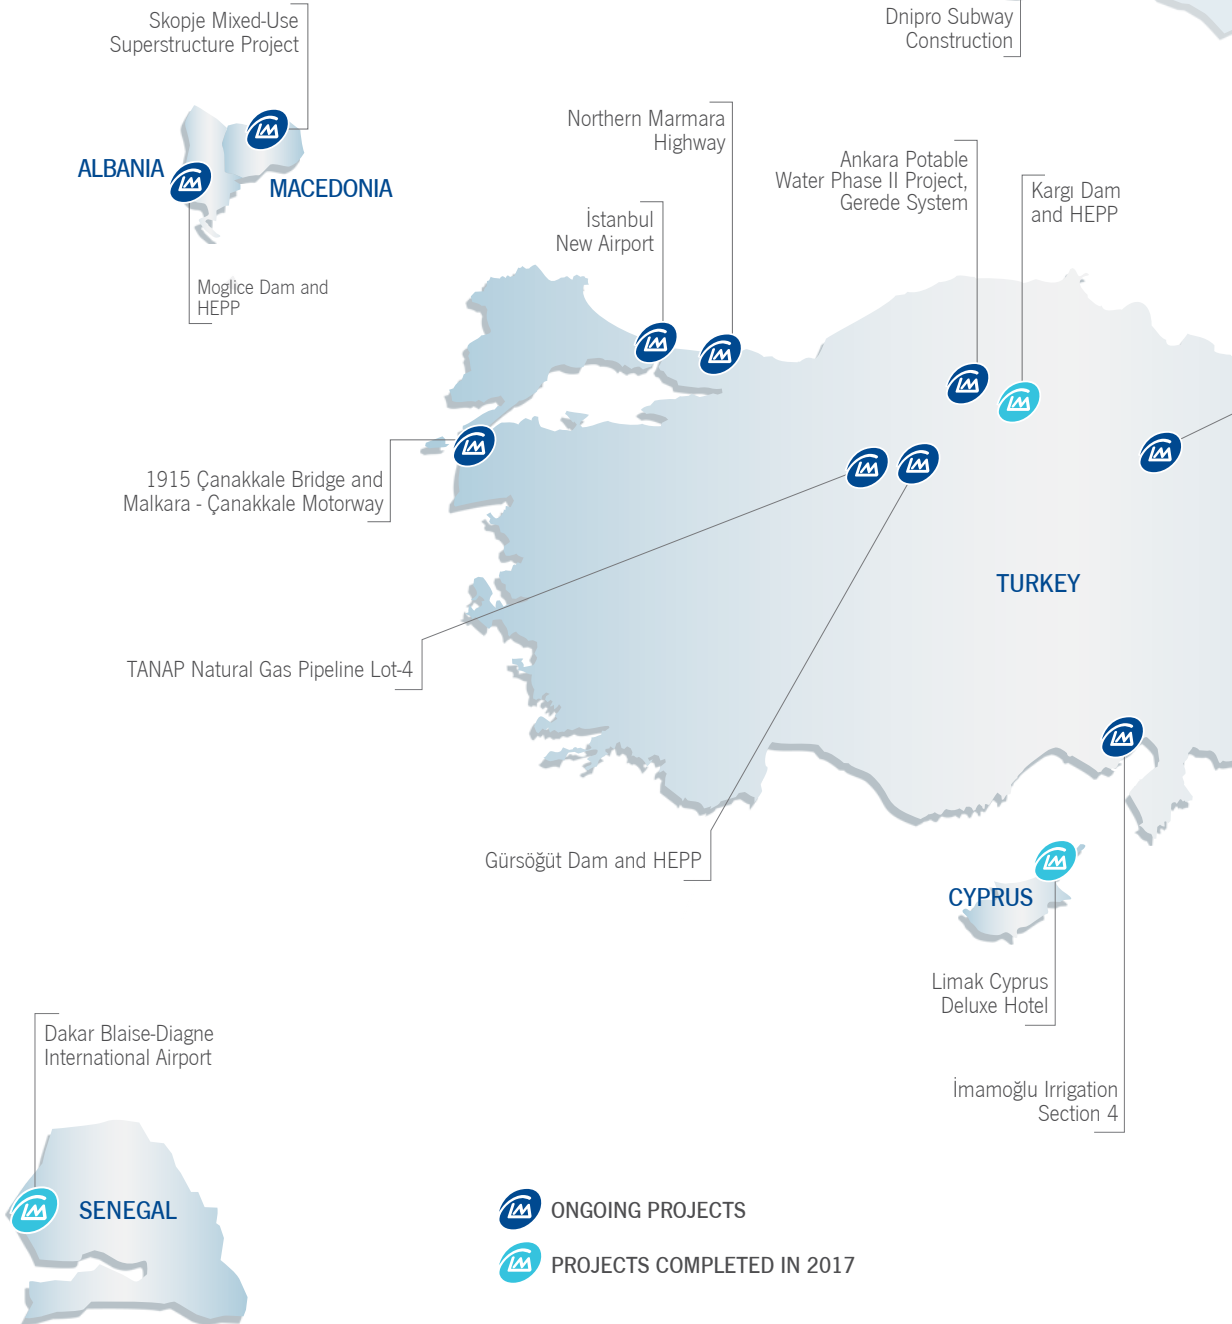 Skopje Mixed-Use
Superstructure Project
Dnipro Subway
Construction
ALBANIA
MACEDONIA
Moglice Dam and
HEPP
Northern Marmara
Highway
İstanbul
New Airport
Ankara Potable
Water Phase II Project,
Gerede System
Kargı Dam
and HEPP
1915 Çanakkale Bridge and
Malkara - Çanakkale Motorway
TURKEY
TANAP Natural Gas Pipeline Lot-4
Gürsöğüt Dam and HEPP
CYPRUS
Limak Cyprus
Deluxe Hotel
İmamoğlu Irrigation
Section 4
Dakar Blaise-Diagne
International Airport
SENEGAL
ONGOING PROJECTS
PROJECTS COMPLETED IN 2017